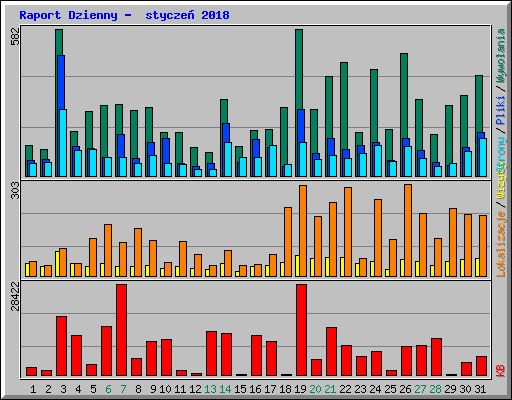 Raport Dzienny - styczeń 2018
582
303
28422
Wywołania / Pliki / Strony
Wizyt / Lokalizacje
KB
1 2 3 4 5 6 7 8 9 10 11 12 13 14 15 16 17 18 19 20 21 22 23 24 25 26 27 28 29 30 31